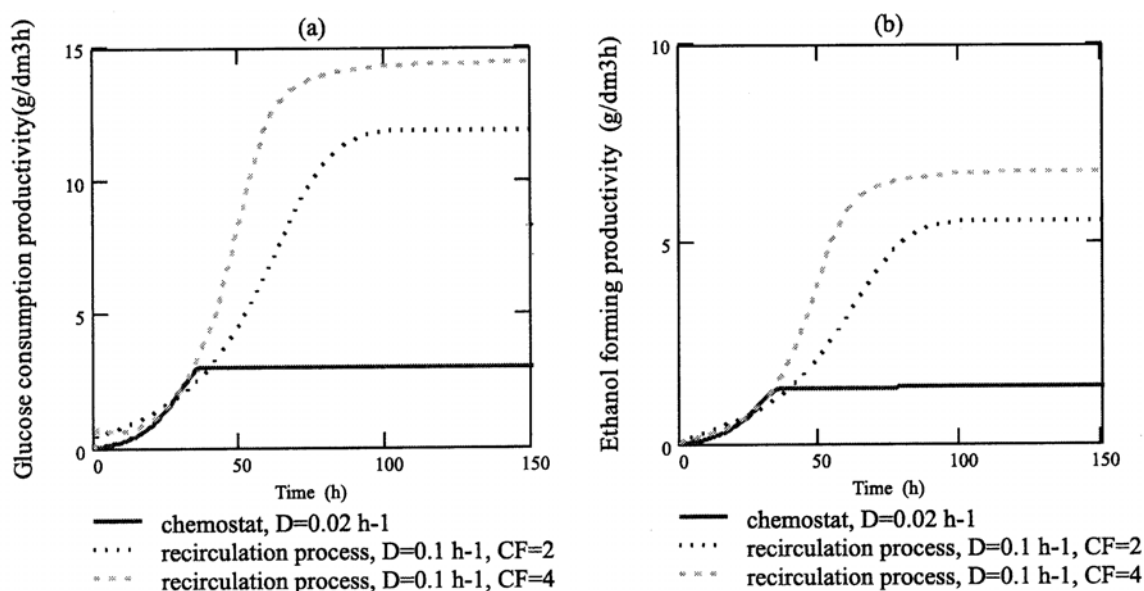 (a)
Glucose consumption productivity(g/dm3h)
15
10
5
0
0
50
100
150
Time (h)
chemostat, D=0.02 h-1
recirculation process, D=0.1 h-1, CF=2
recirculation process, D=0.1 h-1, CF=4
(b)
Ethanol forming productivity (g/dm3h)
10
5
0
0
50
100
150
Time (h)
chemostat, D=0.02 h-1
recirculation process, D=0.1 h-1, CF=2
recirculation process, D=0.1 h-1, CF=4